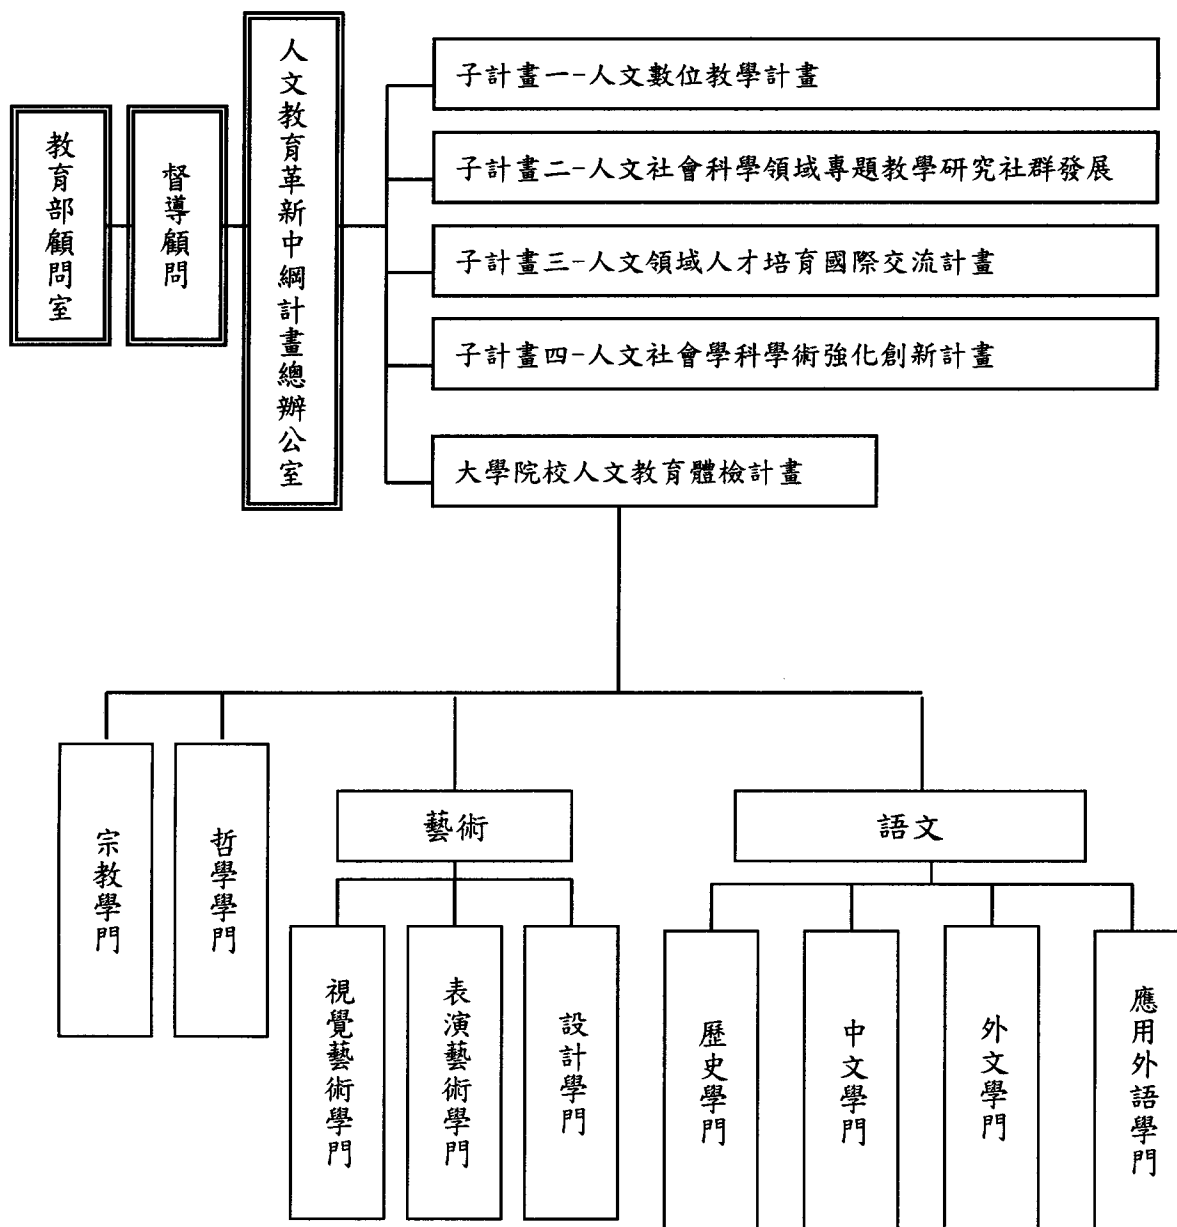 教育部顧問室
督導顧問
人文教育革新中綱計畫總辦公室
子計畫一-人文數位教學計畫
子計畫二-人文社會科學領域專題教學研究社群發展
子計畫三-人文領域人才培育國際交流計畫
子計畫四-人文社會學科學術強化創新計畫
大學院校人文教育體檢計畫
宗教學門
哲學學門
藝術
語文
視覺藝術學門
表演藝術學門
設計學門
歷史學門
中文學門
外文學門
應用外語學門